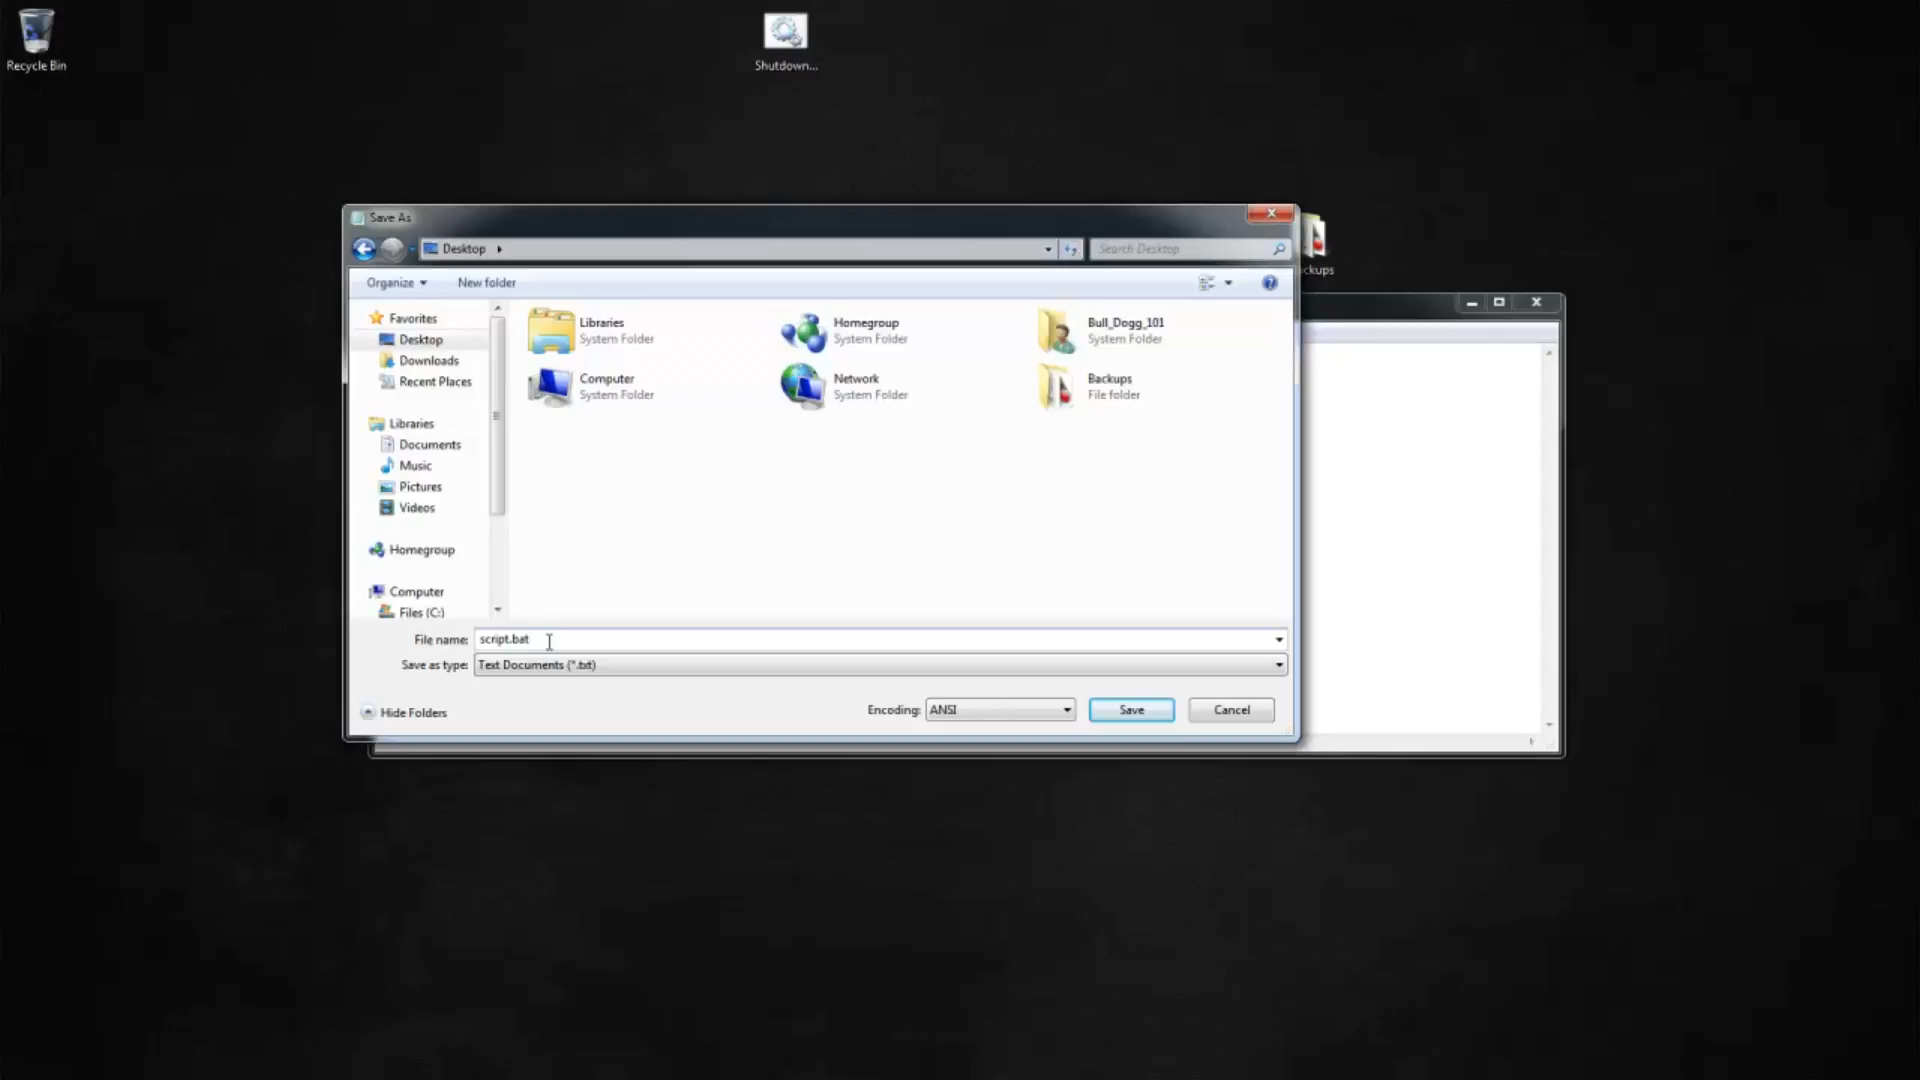 Recycle Bin
Shutdown...
Save As
Desktop
Search Desktop
ckups
Organize
New folder
Favorites
Desktop
Downloads
Recent Places
Libraries
Documents
Music
Pictures
Videos
Homegroup
Computer
Files (C:)
Libraries
System Folder
Homegroup
System Folder
Bull_Dogg_101
System Folder
Computer
System Folder
Network
System Folder
Backups
File folder
File name: script.bat
Save as type: Text Documents (*.txt)
Hide Folders
Encoding: ANSI
Save
Cancel